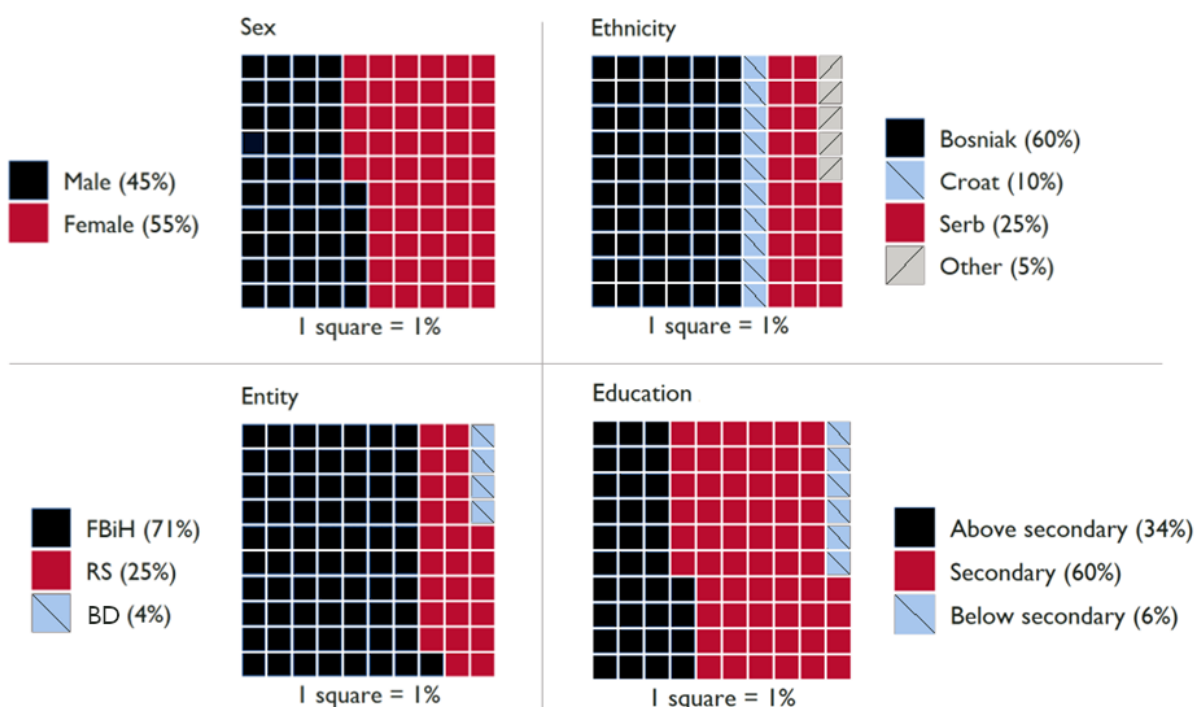 Sex
Male (45%)
Female (55%)
1 square = 1%
Ethnicity
Bosniak (60%)
Croat (10%)
Serb (25%)
Other (5%)
1 square = 1%
Entity
FBiH (71%)
RS (25%)
BD (4%)
1 square = 1%
Education
Above secondary (34%)
Secondary (60%)
Below secondary (6%)
1 square = 1%